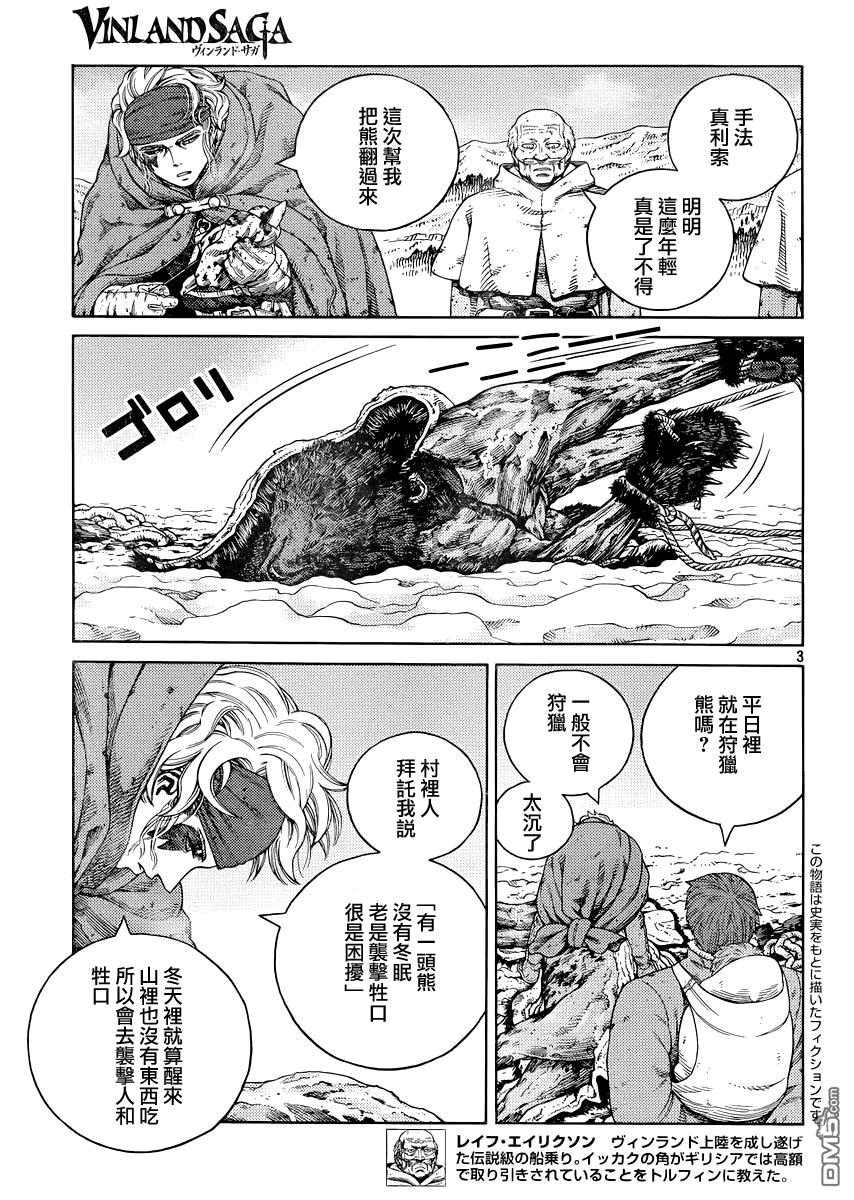 VINLAND SAGA
ヴィンランド・サガ
手法
真利索
明明
這麼年輕
真是了不得
這次幫我
把熊翻過來
ゴロリ
3
平日裡
就在狩獵
熊嗎?
一般不會
狩獵
太沉了
村裡人
拜託我說
「有一頭熊
沒有冬眠
老是襲擊牲口
很是困擾」
冬天裡就算醒來
山裡也沒有東西吃
所以會去襲擊人和
牲口
この物語は史実をもとに描いたフィクションです
レイフ・エイリクソン ヴィンランド上陸を成し遂げ
た伝説級の船乗り。イッカクの角がギリシアでは高額
で取り引きされていることをトルフィンに教えた。
DM5.com